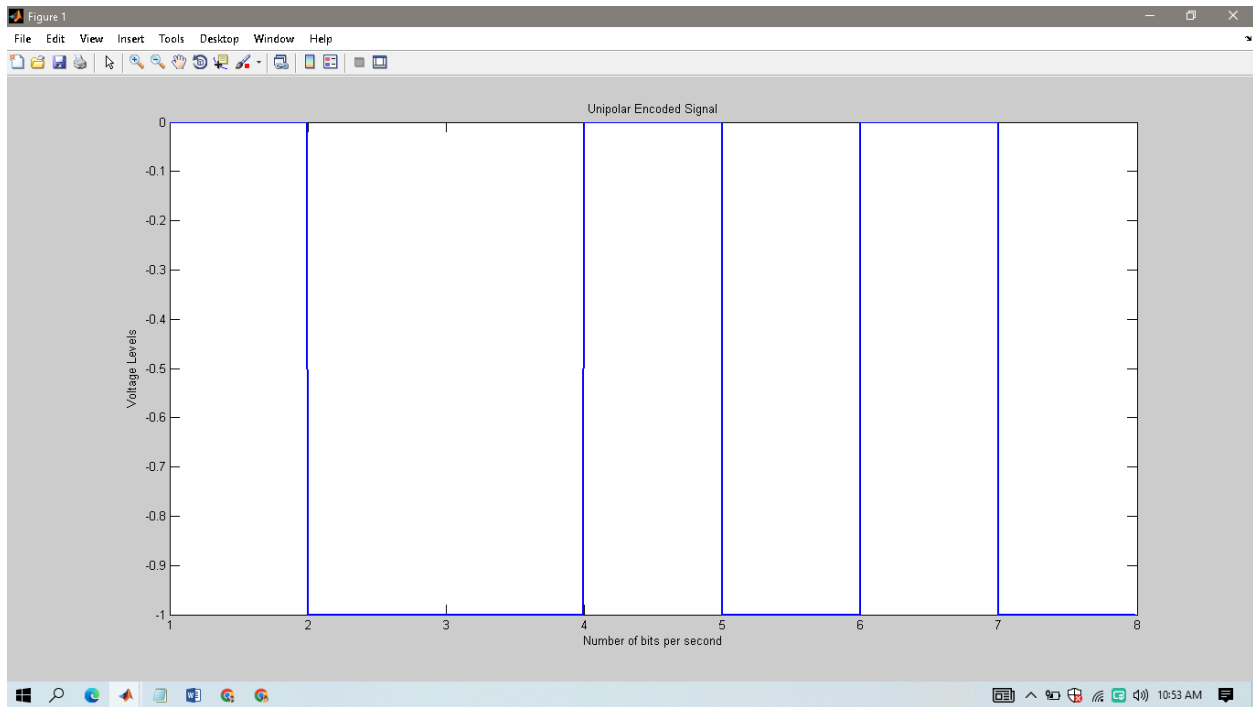 Figure 1
File Edit View Insert Tools Desktop Window Help
Unipolar Encoded Signal
0
-0.1
-0.2
-0.3
-0.4
-0.5
-0.6
-0.7
-0.8
-0.9
-1
Voltage Levels
1 2 3 4 5 6 7 8
Number of bits per second
10:53 AM